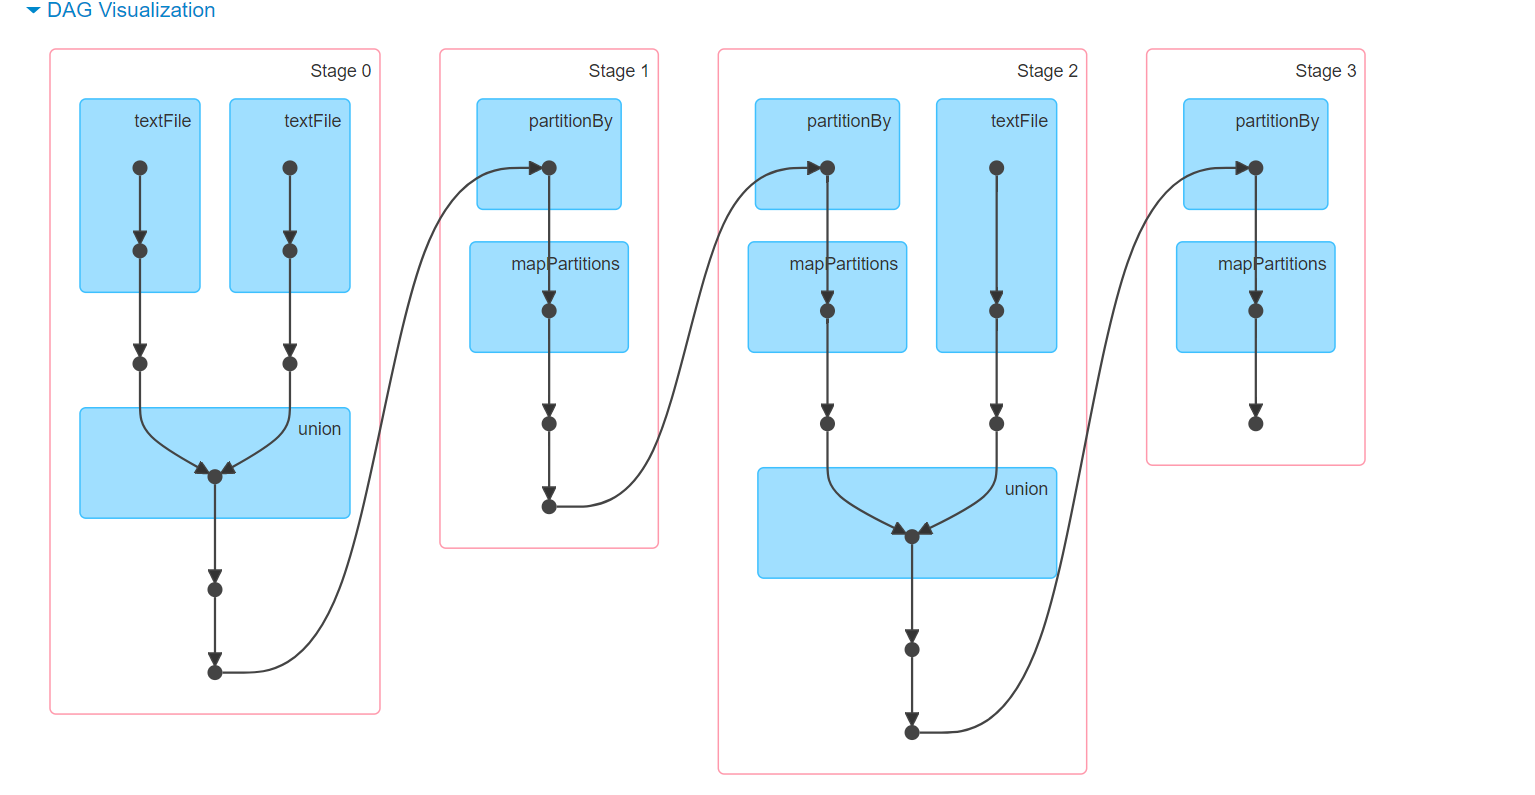 DAG Visualization
Stage 0
textFile
textFile
union
Stage 1
partitionBy
mapPartitions
Stage 2
partitionBy
textFile
mapPartitions
union
Stage 3
partitionBy
mapPartitions